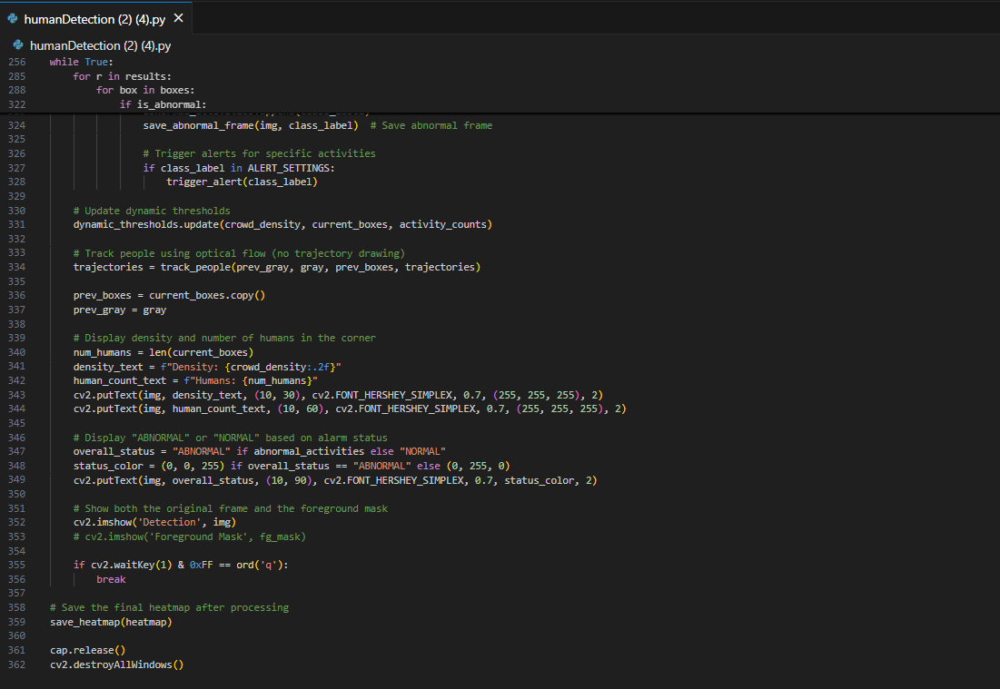 humanDetection (2) (4).py
humanDetection (2) (4).py
256 while True:
285 for r in results:
288 for box in boxes:
322 if is_abnormal:
324 save_abnormal_frame(img, class_label) # Save abnormal frame
325
326 # Trigger alerts for specific activities
327 if class_label in ALERT_SETTINGS:
328 trigger_alert(class_label)
329
330 # Update dynamic thresholds
331 dynamic_thresholds.update(crowd_density, current_boxes, activity_counts)
332
333 # Track people using optical flow (no trajectory drawing)
334 trajectories = track_people(prev_gray, gray, prev_boxes, trajectories)
335
336 prev_boxes = current_boxes.copy()
337 prev_gray = gray
338
339 # Display density and number of humans in the corner
340 num_humans = len(current_boxes)
341 density_text = f"Density: {crowd_density:.2f}"
342 human_count_text = f"Humans: {num_humans}"
343 cv2.putText(img, density_text, (10, 30), cv2.FONT_HERSHEY_SIMPLEX, 0.7, (255, 255, 255), 2)
344 cv2.putText(img, human_count_text, (10, 60), cv2.FONT_HERSHEY_SIMPLEX, 0.7, (255, 255, 255), 2)
345
346 # Display "ABNORMAL" or "NORMAL" based on alarm status
347 overall_status = "ABNORMAL" if abnormal_activities else "NORMAL"
348 status_color = (0, 0, 255) if overall_status == "ABNORMAL" else (0, 255, 0)
349 cv2.putText(img, overall_status, (10, 90), cv2.FONT_HERSHEY_SIMPLEX, 0.7, status_color, 2)
350
351 # Show both the original frame and the foreground mask
352 cv2.imshow('Detection', img)
353 # cv2.imshow('Foreground Mask', fg_mask)
354
355 if cv2.waitKey(1) & 0xFF == ord('q'):
356 break
357
358 # Save the final heatmap after processing
359 save_heatmap(heatmap)
360
361 cap.release()
362 cv2.destroyAllWindows()